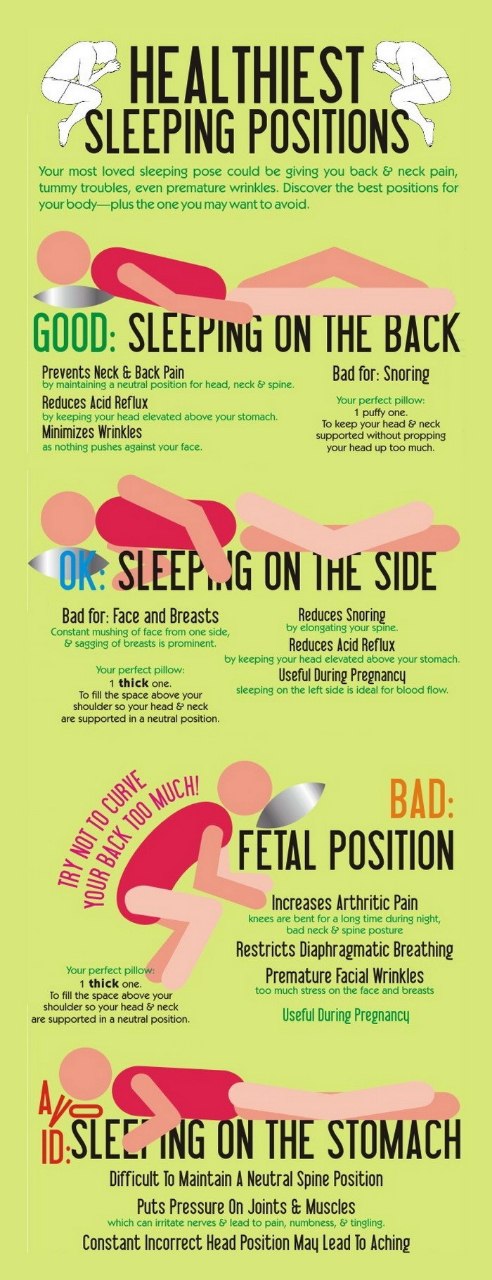 HEALTHIEST
SLEEPING POSITIONS
Your most loved sleeping pose could be giving you back & neck pain,
tummy troubles, even premature wrinkles. Discover the best positions for
your body—plus the one you may want to avoid.
GOOD: SLEEPING ON THE BACK
Prevents Neck & Back Pain
by maintaining a neutral position for head, neck & spine.
Reduces Acid Reflux
by keeping your head elevated above your stomach.
Minimizes Wrinkles
as nothing pushes against your face.
Bad for: Snoring
Your perfect pillow:
1 puffy one.
To keep your head & neck
supported without propping
your head up too much.
OK: SLEEPING ON THE SIDE
Bad for: Face and Breasts
Constant mushing of face from one side,
& sagging of breasts is prominent.
Your perfect pillow:
1 thick one.
To fill the space above your
shoulder so your head & neck
are supported in a neutral position.
Reduces Snoring
by elongating your spine.
Reduces Acid Reflux
by keeping your head elevated above your stomach.
Useful During Pregnancy
sleeping on the left side is ideal for blood flow.
TRY NOT TO CURVE
YOUR BACK TOO MUCH!
BAD:
FETAL POSITION
Increases Arthritic Pain
knees are bent for a long time during night,
bad neck & spine posture
Restricts Diaphragmatic Breathing
Premature Facial Wrinkles
too much stress on the face and breasts
Useful During Pregnancy
Your perfect pillow:
1 thick one.
To fill the space above your
shoulder so your head & neck
are supported in a neutral position.
AVO
ID: SLEEPING ON THE STOMACH
Difficult To Maintain A Neutral Spine Position
Puts Pressure On Joints & Muscles
which can irritate nerves & lead to pain, numbness, & tingling.
Constant Incorrect Head Position May Lead To Aching